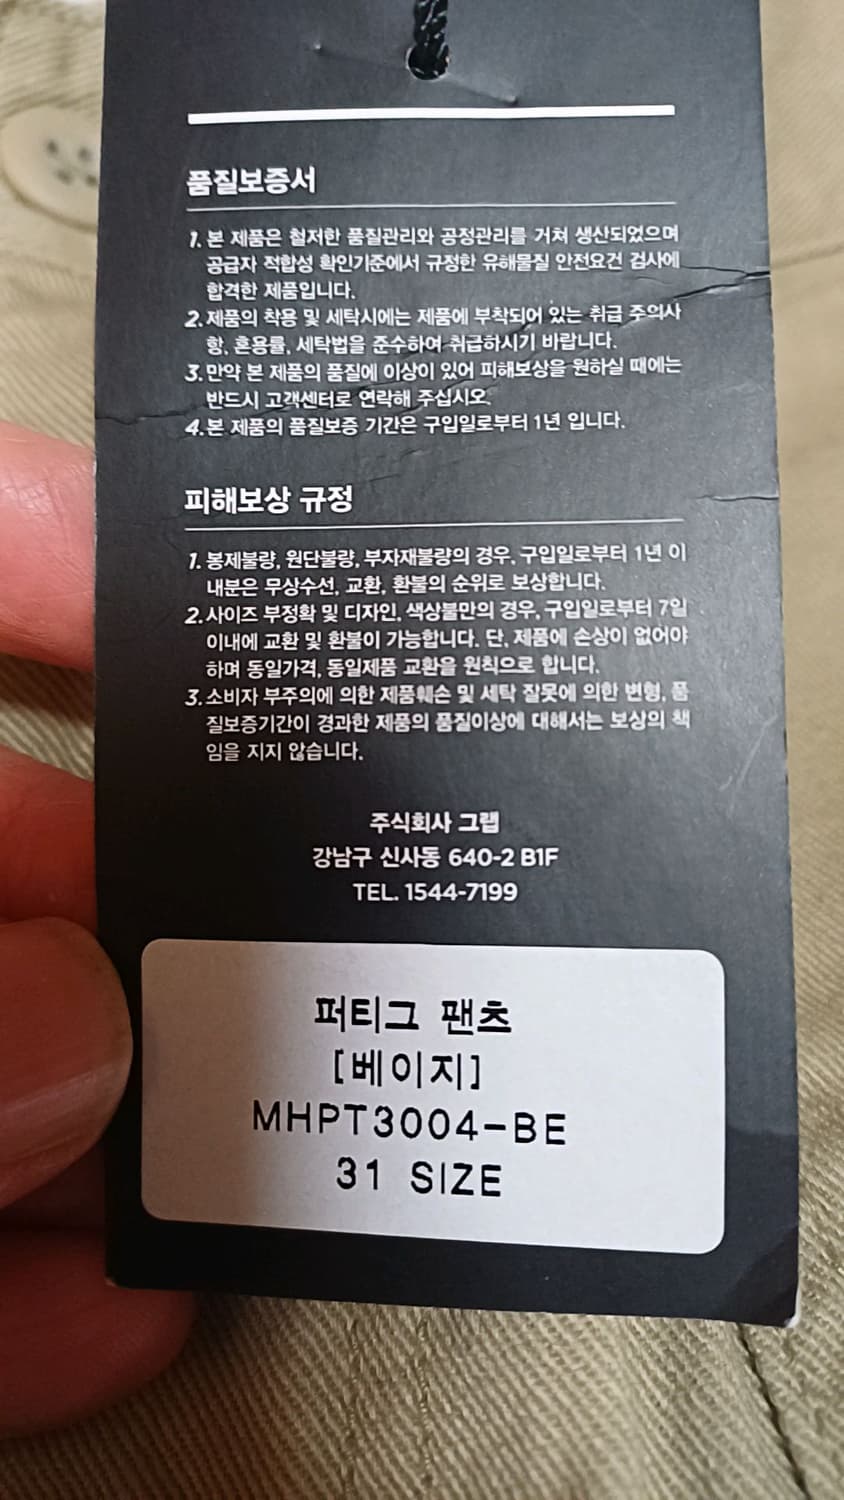 품질보증서
1. 본 제품은 철저한 품질관리와 공정관리를 거쳐 생산되었으며
공급자 적합성 확인기준에서 규정한 유해물질 안전요건 검사에
합격한 제품입니다.
2. 제품의 착용 및 세탁시에는 제품에 부착되어 있는 취급 주의사
항, 혼용률, 세탁법을 준수하여 취급하시기 바랍니다.
3. 만약 본 제품의 품질에 이상이 있어 피해보상을 원하실 때에는
반드시 고객센터로 연락해 주십시오.
4. 본 제품의 품질보증 기간은 구입일로부터 1년 입니다.
피해보상 규정
1. 봉제불량, 원단불량, 부자재불량의 경우, 구입일로부터 1년 이
내분은 무상수선, 교환, 환불의 순위로 보상합니다.
2. 사이즈 부정확 및 디자인, 색상불만의 경우, 구입일로부터 7일
이내에 교환 및 환불이 가능합니다. 단, 제품에 손상이 없어야
하며 동일가격, 동일제품 교환을 원칙으로 합니다.
3. 소비자 부주의에 의한 제품훼손 및 세탁 잘못에 의한 변형, 품
질보증기간이 경과한 제품의 품질이상에 대해서는 보상의 책
임을 지지 않습니다.
주식회사 그랩
강남구 신사동 640-2 B1F
TEL. 1544-7199
퍼티그 팬츠
[베이지]
MHPT3004-BE
31 SIZE